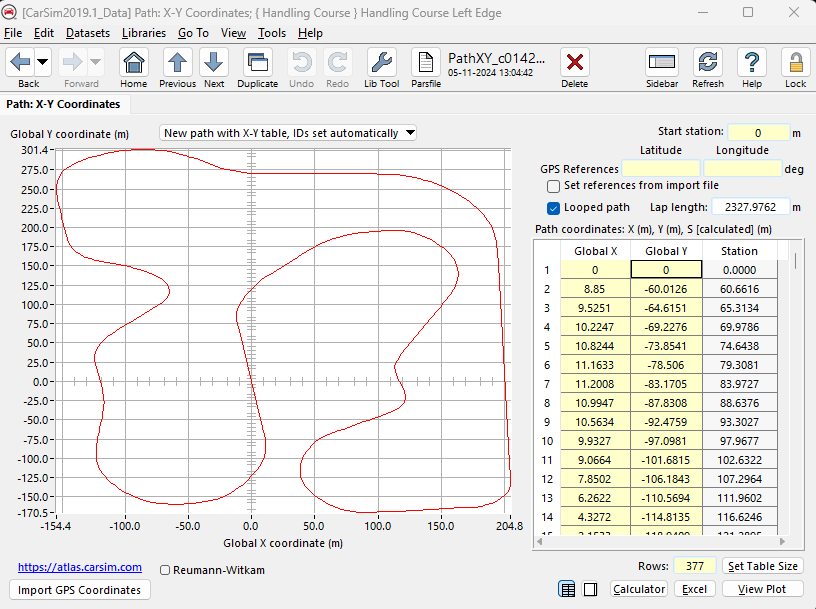 [CarSim2019.1_Data] Path: X-Y Coordinates; { Handling Course } Handling Course Left Edge
File Edit Datasets Libraries Go To View Tools Help
Back Forward Home Previous Next Duplicate Undo Redo Lib Tool Parsfile
PathXY_c0142...
05-11-2024 13:04:42
Delete Sidebar Refresh Help Lock
Path: X-Y Coordinates
Global Y coordinate (m)
New path with X-Y table, IDs set automatically
301.4
275.0
250.0
225.0
200.0
175.0
150.0
125.0
100.0
75.0
50.0
25.0
0.0
-25.0
-50.0
-75.0
-100.0
-125.0
-150.0
-170.5
-154.4 -100.0 -50.0 0.0 50.0 100.0 150.0 204.8
Global X coordinate (m)
https://atlas.carsim.com
Reumann-Witkam
Import GPS Coordinates
Start station: 0 m
Latitude Longitude
GPS References deg
Set references from import file
Looped path Lap length: 2327.9762 m
Path coordinates: X (m), Y (m), S [calculated] (m)
Global X Global Y Station
1 0 0 0.0000
2 8.85 -60.0126 60.6616
3 9.5251 -64.6151 65.3134
4 10.2247 -69.2276 69.9786
5 10.8244 -73.8541 74.6438
6 11.1633 -78.506 79.3081
7 11.2008 -83.1705 83.9727
8 10.9947 -87.8308 88.6376
9 10.5634 -92.4759 93.3027
10 9.9327 -97.0981 97.9677
11 9.0664 -101.6815 102.6322
12 7.8502 -106.1843 107.2964
13 6.2622 -110.5694 111.9602
14 4.3272 -114.8135 116.6246
Rows: 377 Set Table Size
Calculator Excel View Plot